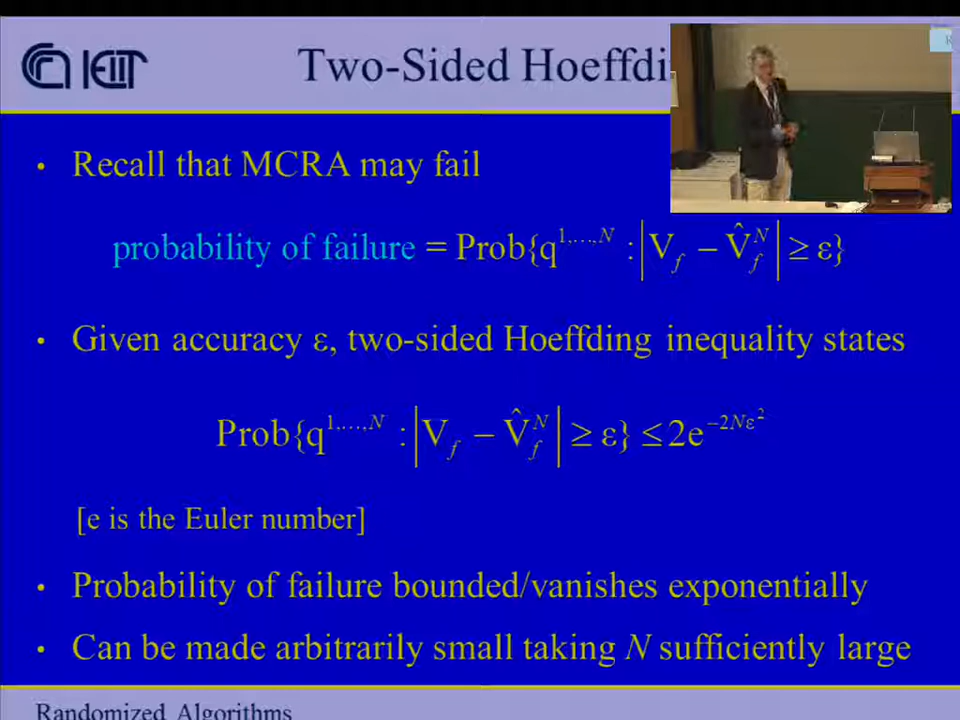 IEIIT
Two-Sided Hoeffdi
• Recall that MCRA may fail
probability of failure = Prob{q^{1,…,N} : |V_f − V̂_f^N| ≥ ε}
• Given accuracy ε, two-sided Hoeffding inequality states
Prob{q^{1,…,N} : |V_f − V̂_f^N| ≥ ε} ≤ 2e^{−2Nε²}
[e is the Euler number]
• Probability of failure bounded/vanishes exponentially
• Can be made arbitrarily small taking N sufficiently large
Randomized Algorithms